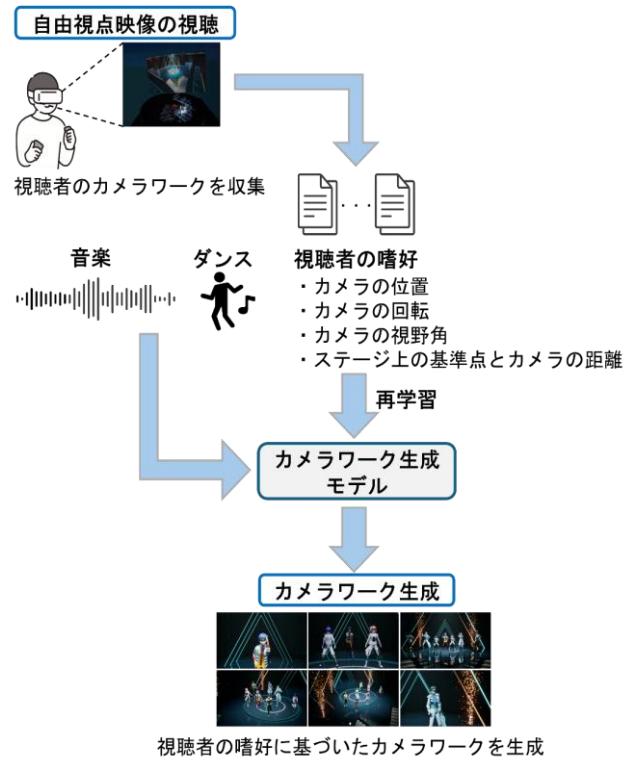 自由視点映像の視聴
視聴者のカメラワークを収集
・・・
音楽
ダンス
視聴者の嗜好
・カメラの位置
・カメラの回転
・カメラの視野角
・ステージ上の基準点とカメラの距離
再学習
カメラワーク生成
モデル
カメラワーク生成
視聴者の嗜好に基づいたカメラワークを生成